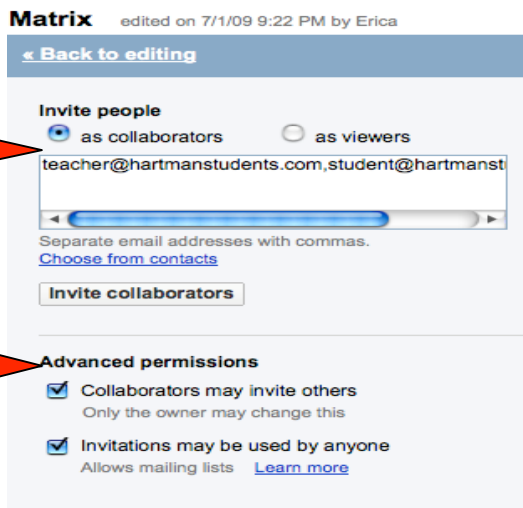 Matrix edited on 7/1/09 9:22 PM by Erica
« Back to editing
Invite people
as collaborators as viewers
teacher@hartmanstudents.com,student@hartmansti
Separate email addresses with commas.
Choose from contacts
Invite collaborators
Advanced permissions
Collaborators may invite others
Only the owner may change this
Invitations may be used by anyone
Allows mailing lists Learn more